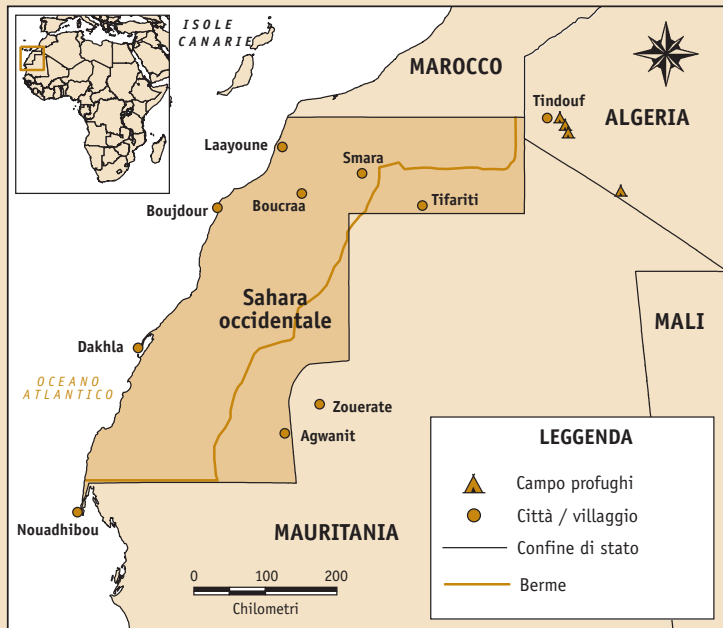 ISOLE
CANARIE
MAROCCO
Tindouf
ALGERIA
Laayoune
Smara
Boucraa
Tifariti
Boujdour
Sahara
occidentale
MALI
Dakhla
OCEANO
ATLANTICO
Zouerate
Agwanit
Nouadhibou
MAURITANIA
0 100 200
Chilometri
LEGGENDA
Campo profughi
Città / villaggio
Confine di stato
Berme